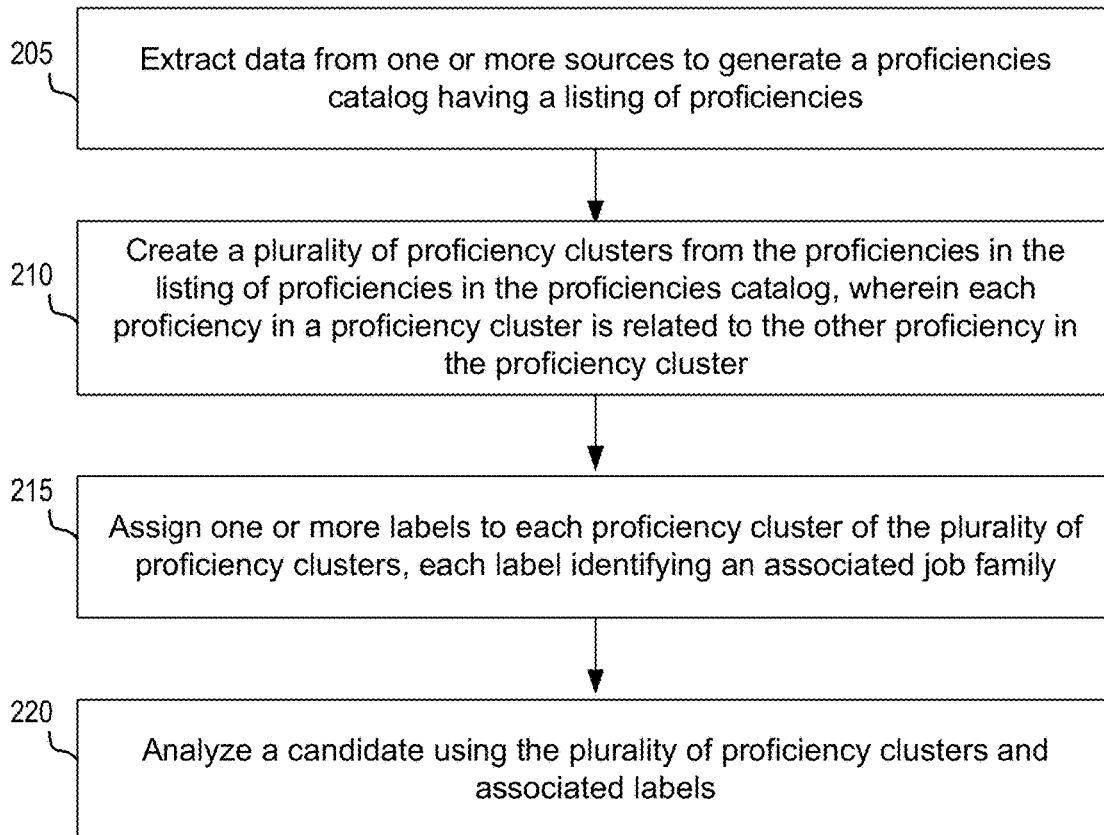 205
Extract data from one or more sources to generate a proficiencies
catalog having a listing of proficiencies
210
Create a plurality of proficiency clusters from the proficiencies in the
listing of proficiencies in the proficiencies catalog, wherein each
proficiency in a proficiency cluster is related to the other proficiency in
the proficiency cluster
215
Assign one or more labels to each proficiency cluster of the plurality of
proficiency clusters, each label identifying an associated job family
220
Analyze a candidate using the plurality of proficiency clusters and
associated labels